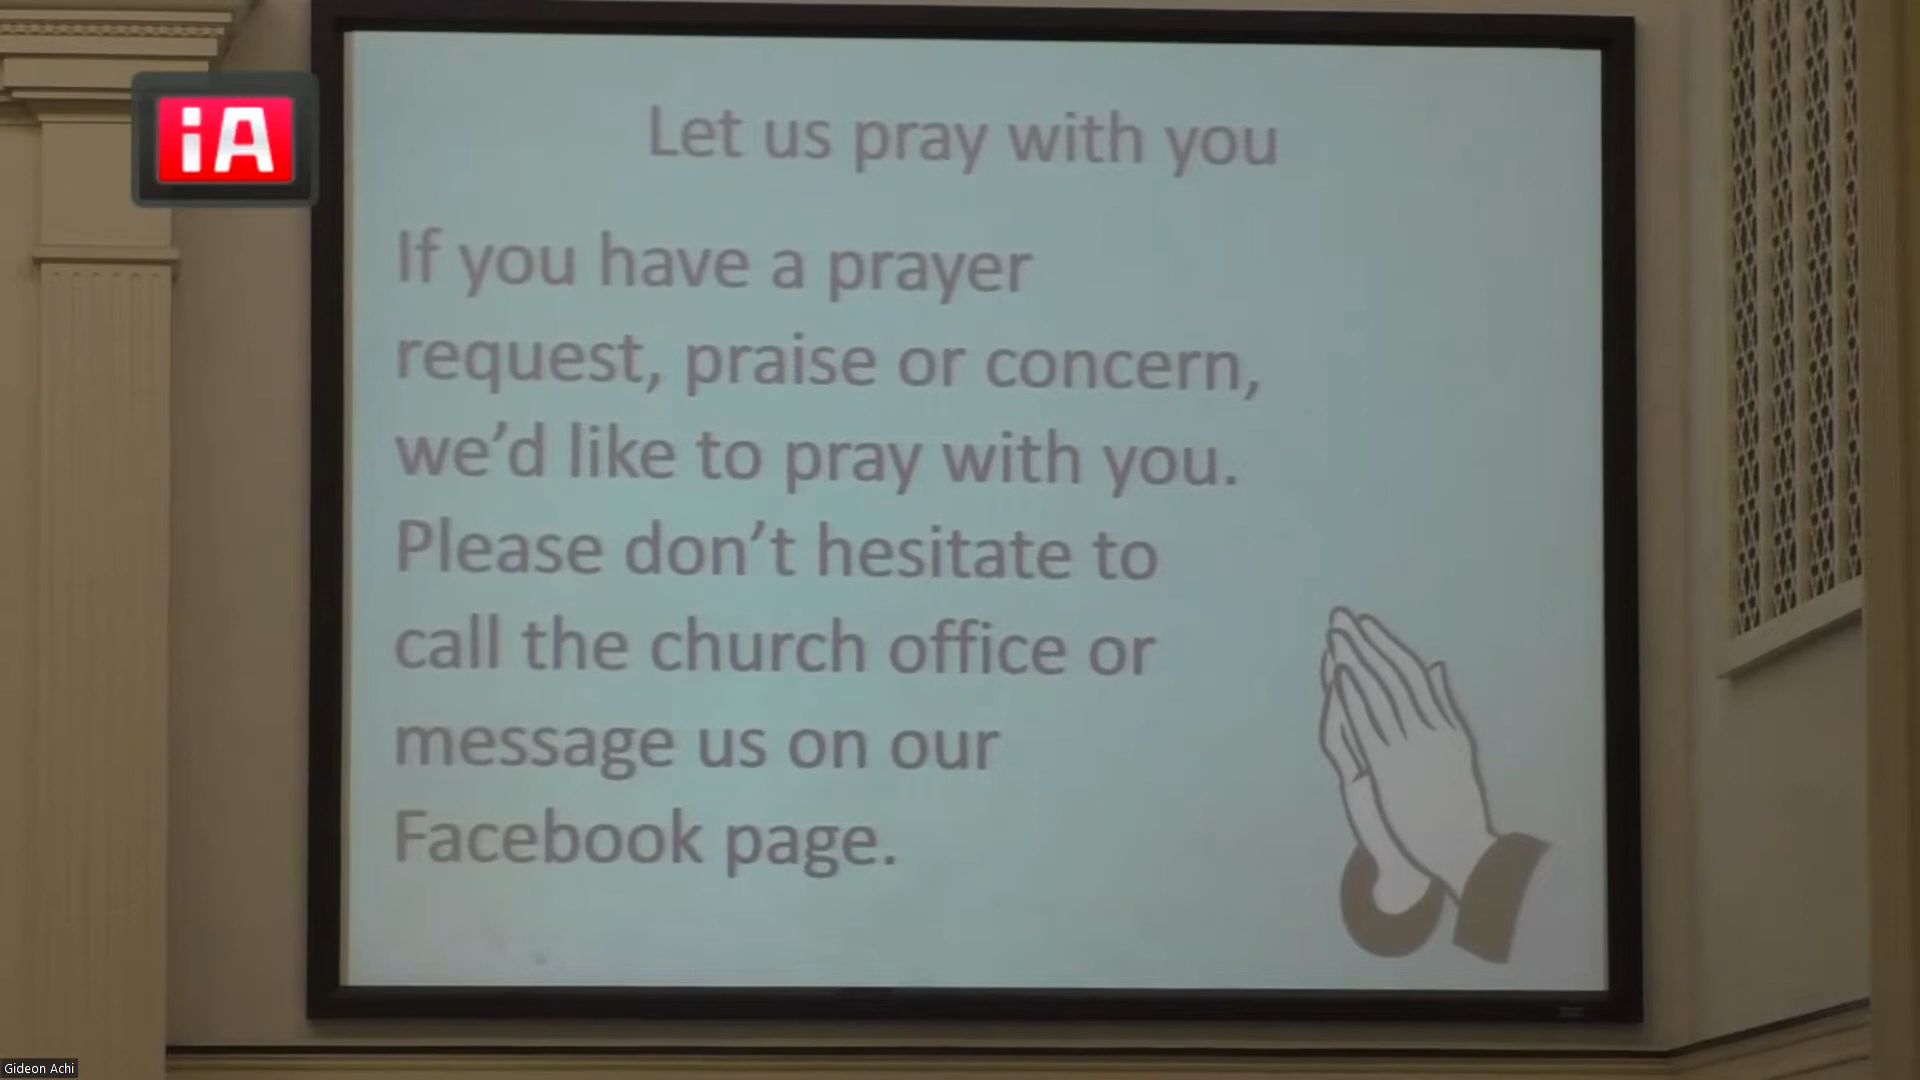 iA
Let us pray with you
If you have a prayer
request, praise or concern,
we’d like to pray with you.
Please don’t hesitate to
call the church office or
message us on our
Facebook page.
Gideon Achi